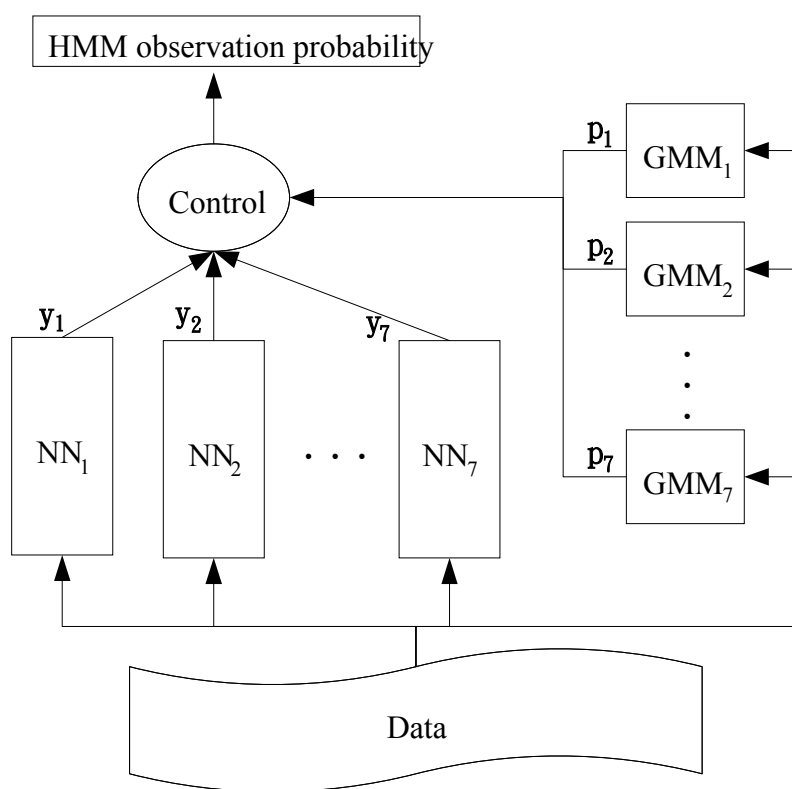 HMM observation probability
Control
p₁
GMM₁
p₂
GMM₂
.
.
.
p₇
GMM₇
y₁
y₂
y₇
NN₁
NN₂
. . .
NN₇
Data